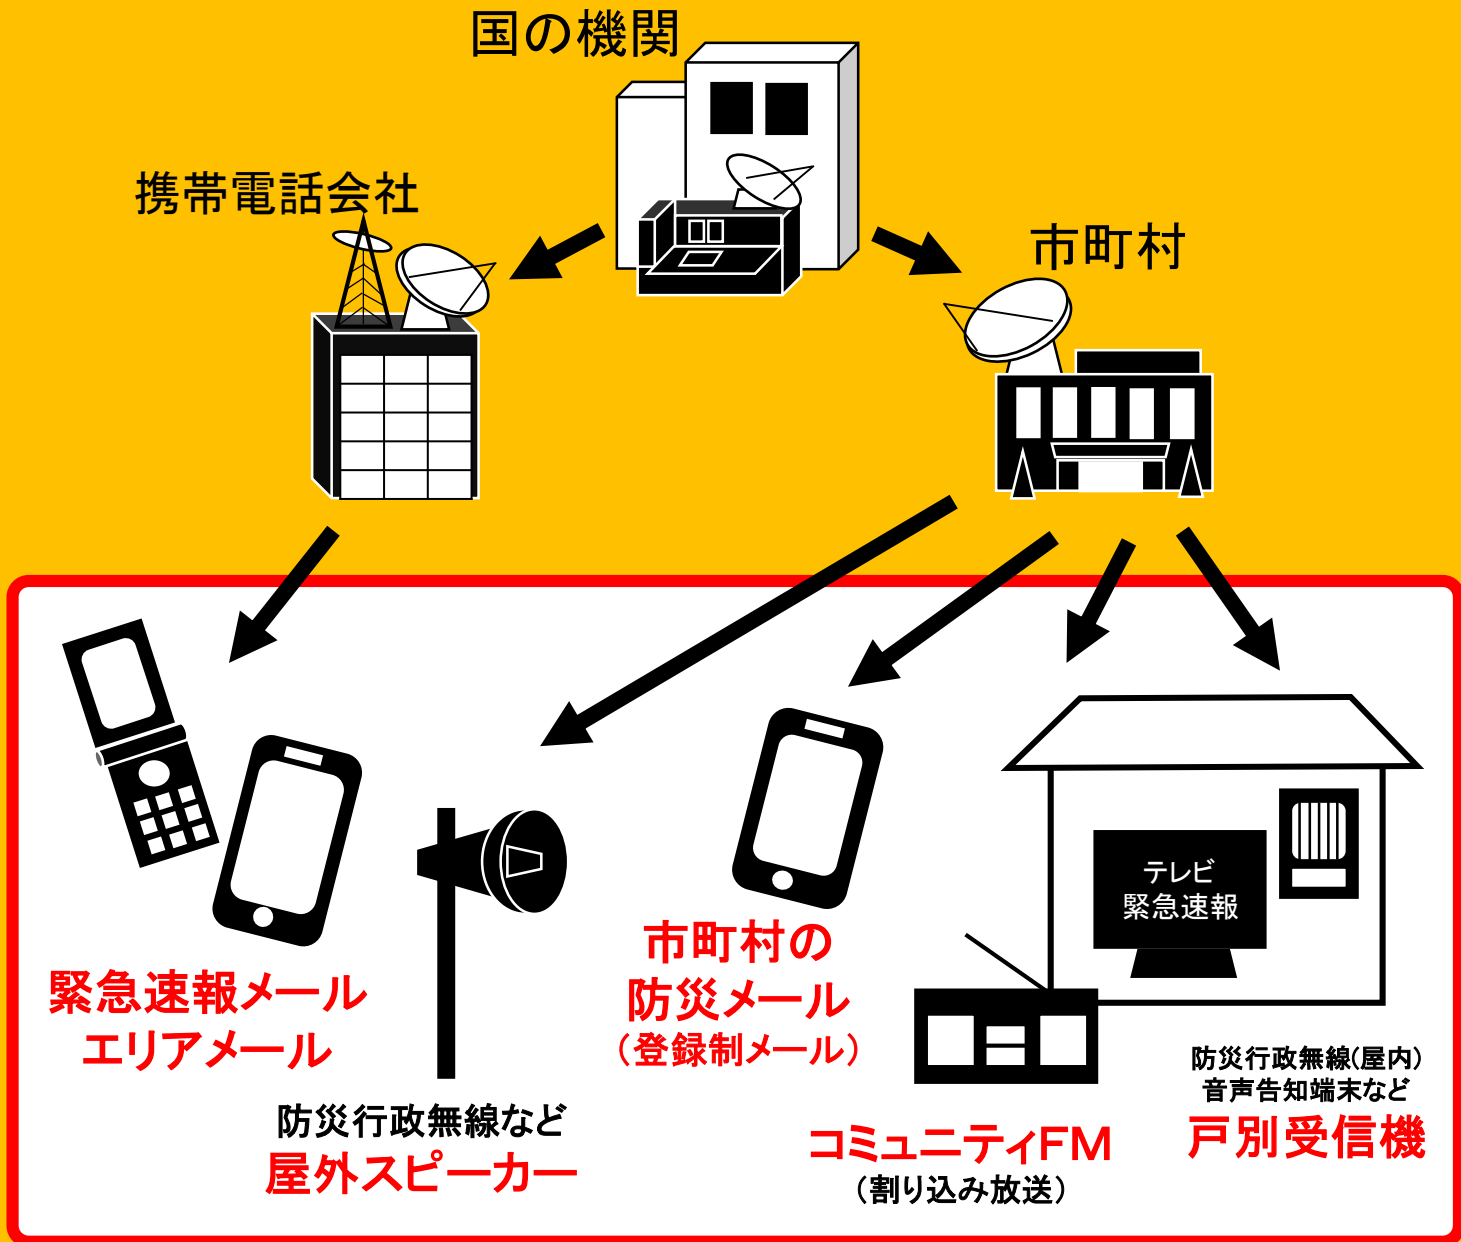 国の機関
携帯電話会社
市町村
テレビ
緊急速報
緊急速報メール
エリアメール
防災行政無線など
屋外スピーカー
市町村の
防災メール
（登録制メール）
コミュニティFM
（割り込み放送）
防災行政無線(屋内)
音声告知端末など
戸別受信機